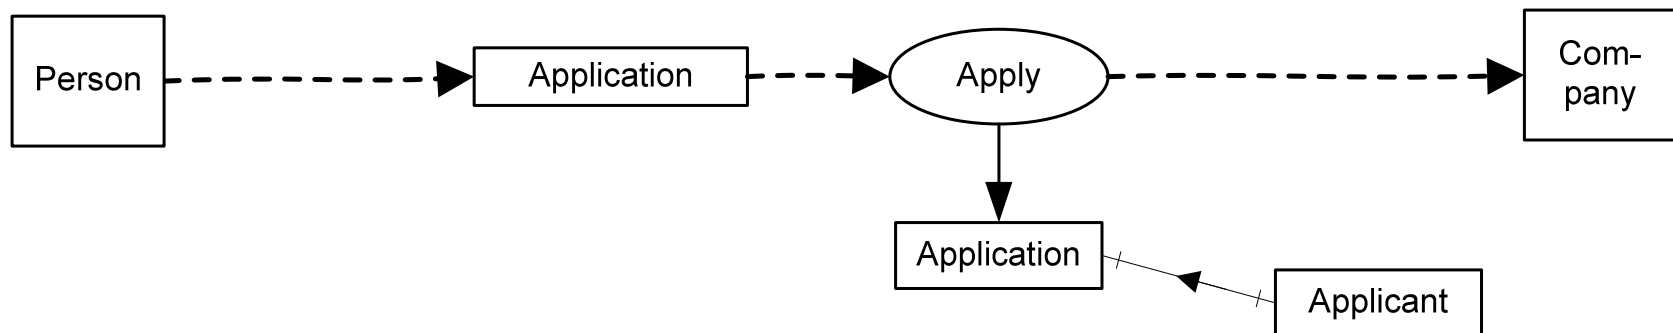 Person
Application
Apply
Com-
pany
Application
Applicant